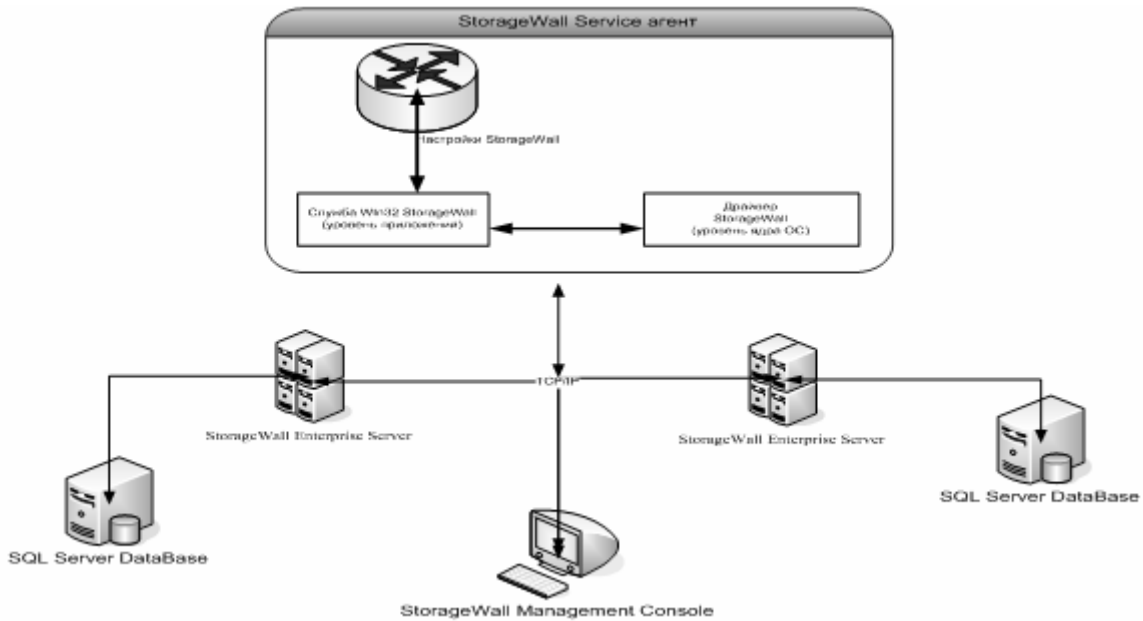 StorageWall Service агент
Настройки StorageWall
Служба Win32 StorageWall
(уровень приложений)
Драйвер
StorageWall
(уровень ядра ОС)
TCP/IP
StorageWall Enterprise Server
StorageWall Enterprise Server
SQL Server DataBase
SQL Server DataBase
StorageWall Management Console